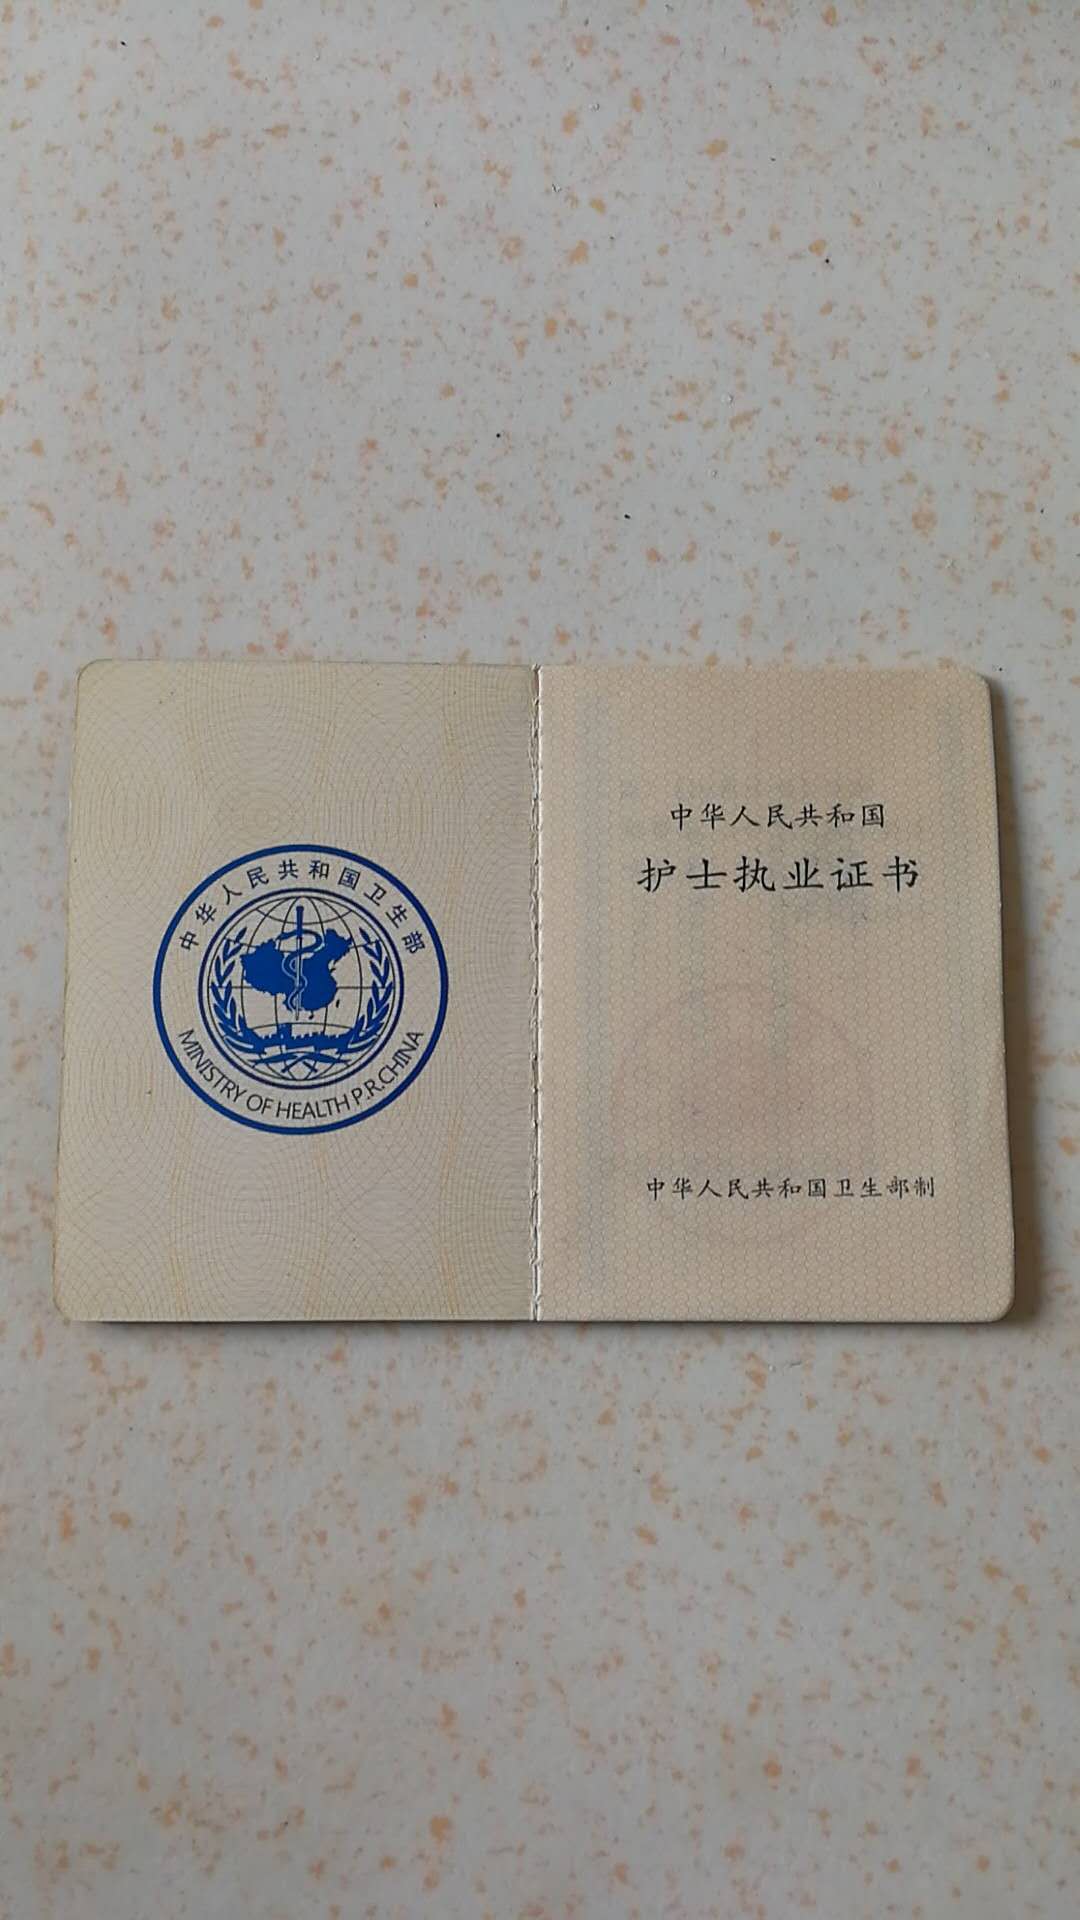 中华人民共和国卫生部
MINISTRY OF HEALTH P.R.CHINA
中华人民共和国
护士执业证书
中华人民共和国卫生部制